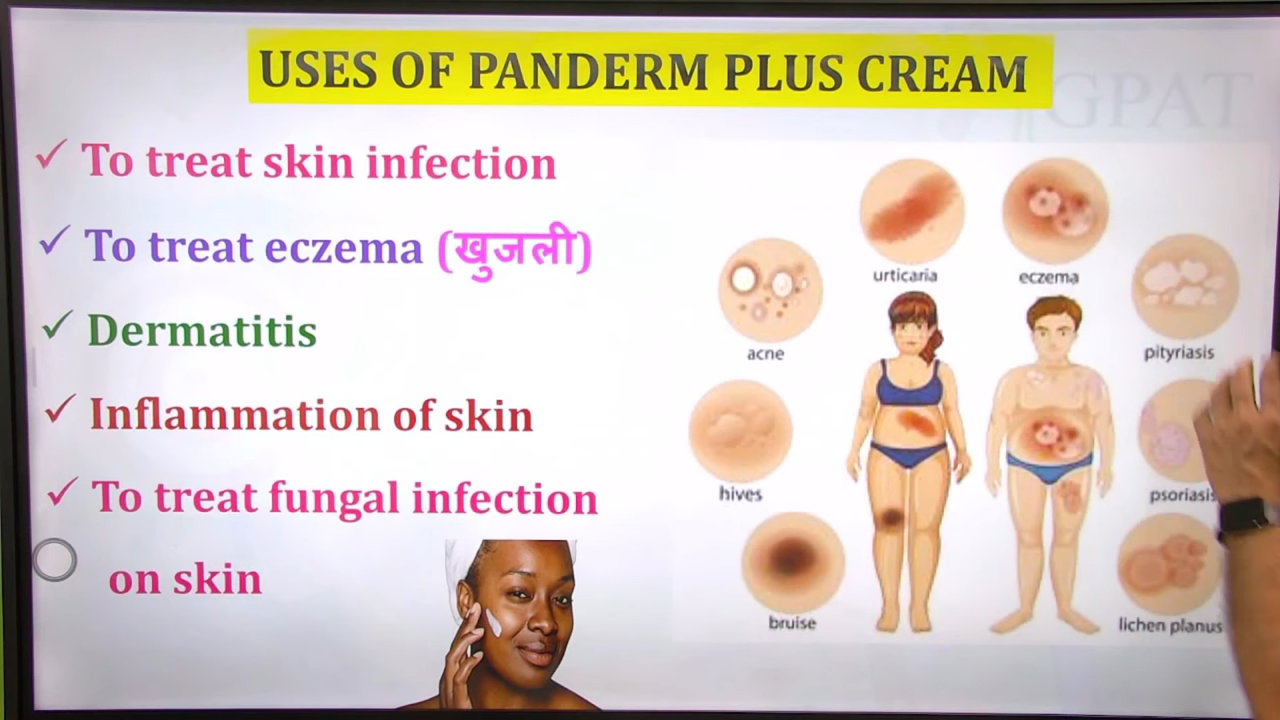 USES OF PANDERM PLUS CREAM
GPAT
✓ To treat skin infection
✓ To treat eczema (खुजली)
✓ Dermatitis
✓ Inflammation of skin
✓ To treat fungal infection
on skin
urticaria
eczema
acne
pityriasis
hives
psoriasis
bruise
lichen planus